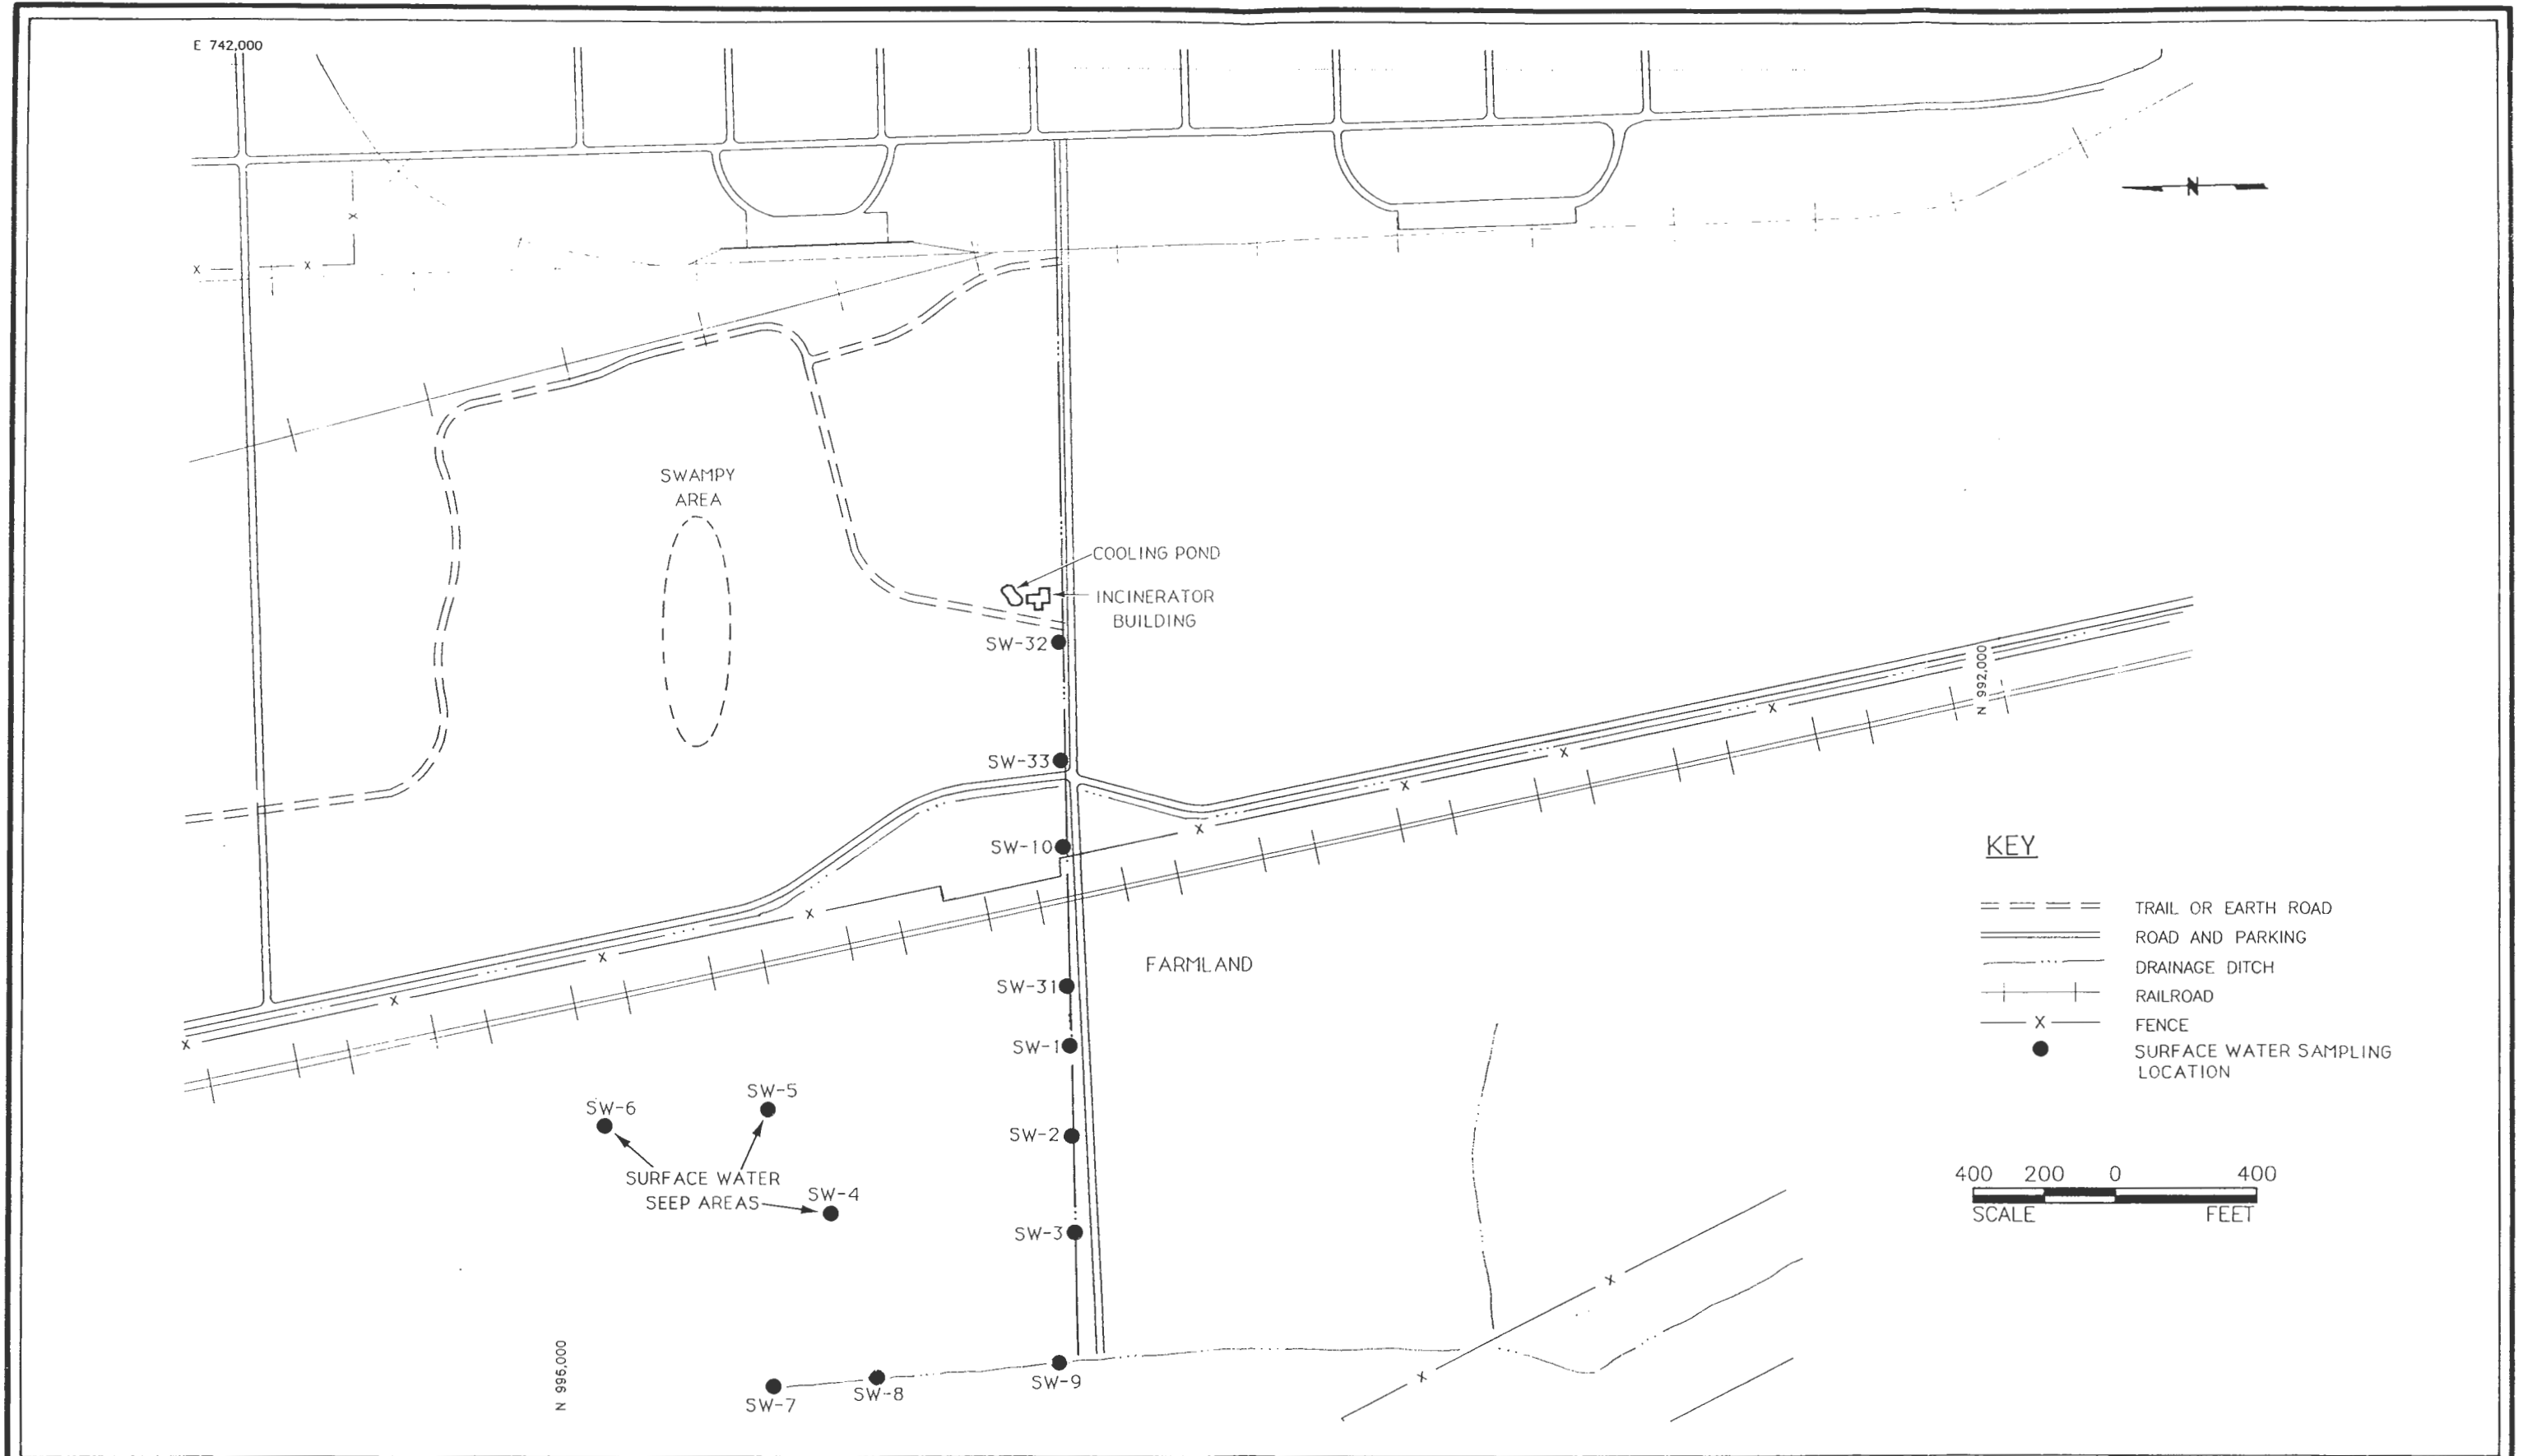 E 742,000
N
SWAMPY
AREA
COOLING POND
INCINERATOR
BUILDING
SW-32
N 992,000
SW-33
SW-10
KEY
TRAIL OR EARTH ROAD
ROAD AND PARKING
DRAINAGE DITCH
RAILROAD
X FENCE
SURFACE WATER SAMPLING
LOCATION
FARMLAND
SW-31
SW-1
SW-5
SW-6
SW-2
SURFACE WATER
SEEP AREAS
SW-4
SW-3
400 200 0 400
SCALE FEET
N 996,000
SW-9
SW-8
SW-7